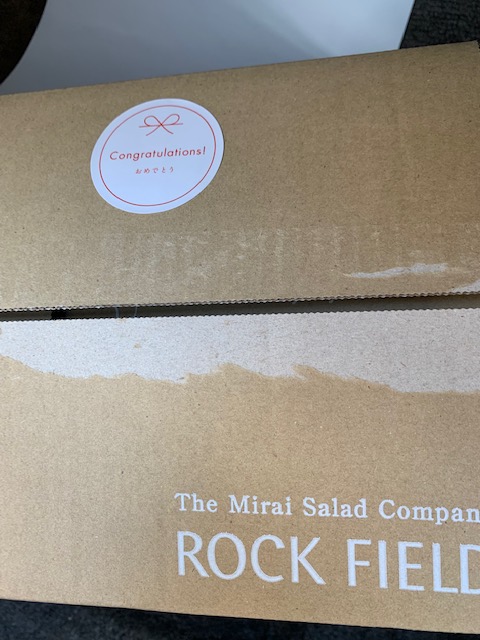 Congratulations!
おめでとう
The Mirai Salad Compan
ROCK FIELD